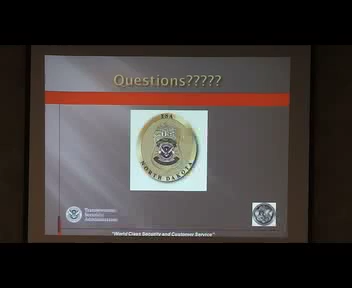 Questions?????
TSA
NORTH DAKOTA
Transportation
Security
Administration
"World Class Security and Customer Service"